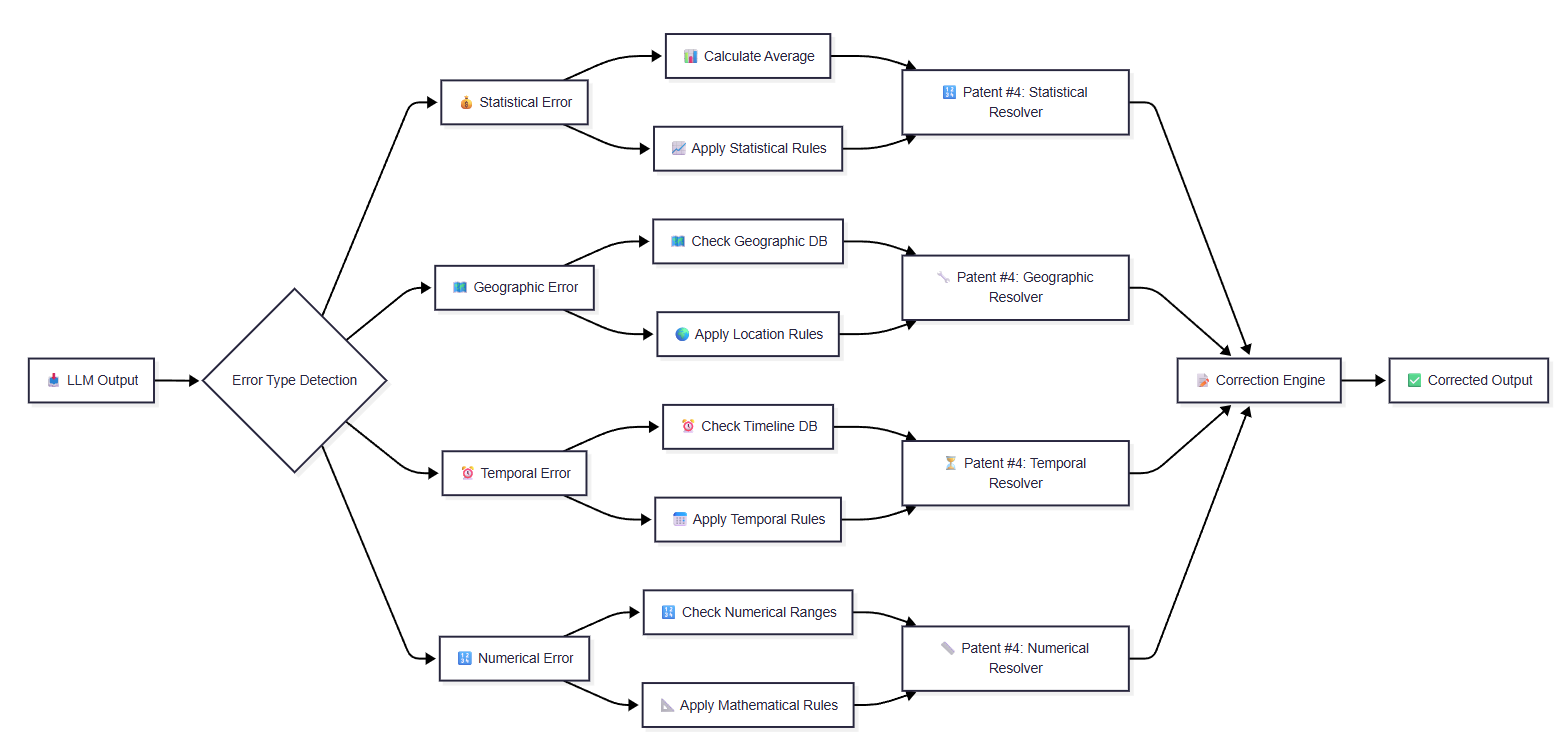 LLM Output
Error Type Detection
Statistical Error
Calculate Average
Apply Statistical Rules
Patent #4: Statistical
Resolver
Geographic Error
Check Geographic DB
Apply Location Rules
Patent #4: Geographic
Resolver
Temporal Error
Check Timeline DB
Apply Temporal Rules
Patent #4: Temporal
Resolver
Numerical Error
Check Numerical Ranges
Apply Mathematical Rules
Patent #4: Numerical
Resolver
Correction Engine
Corrected Output